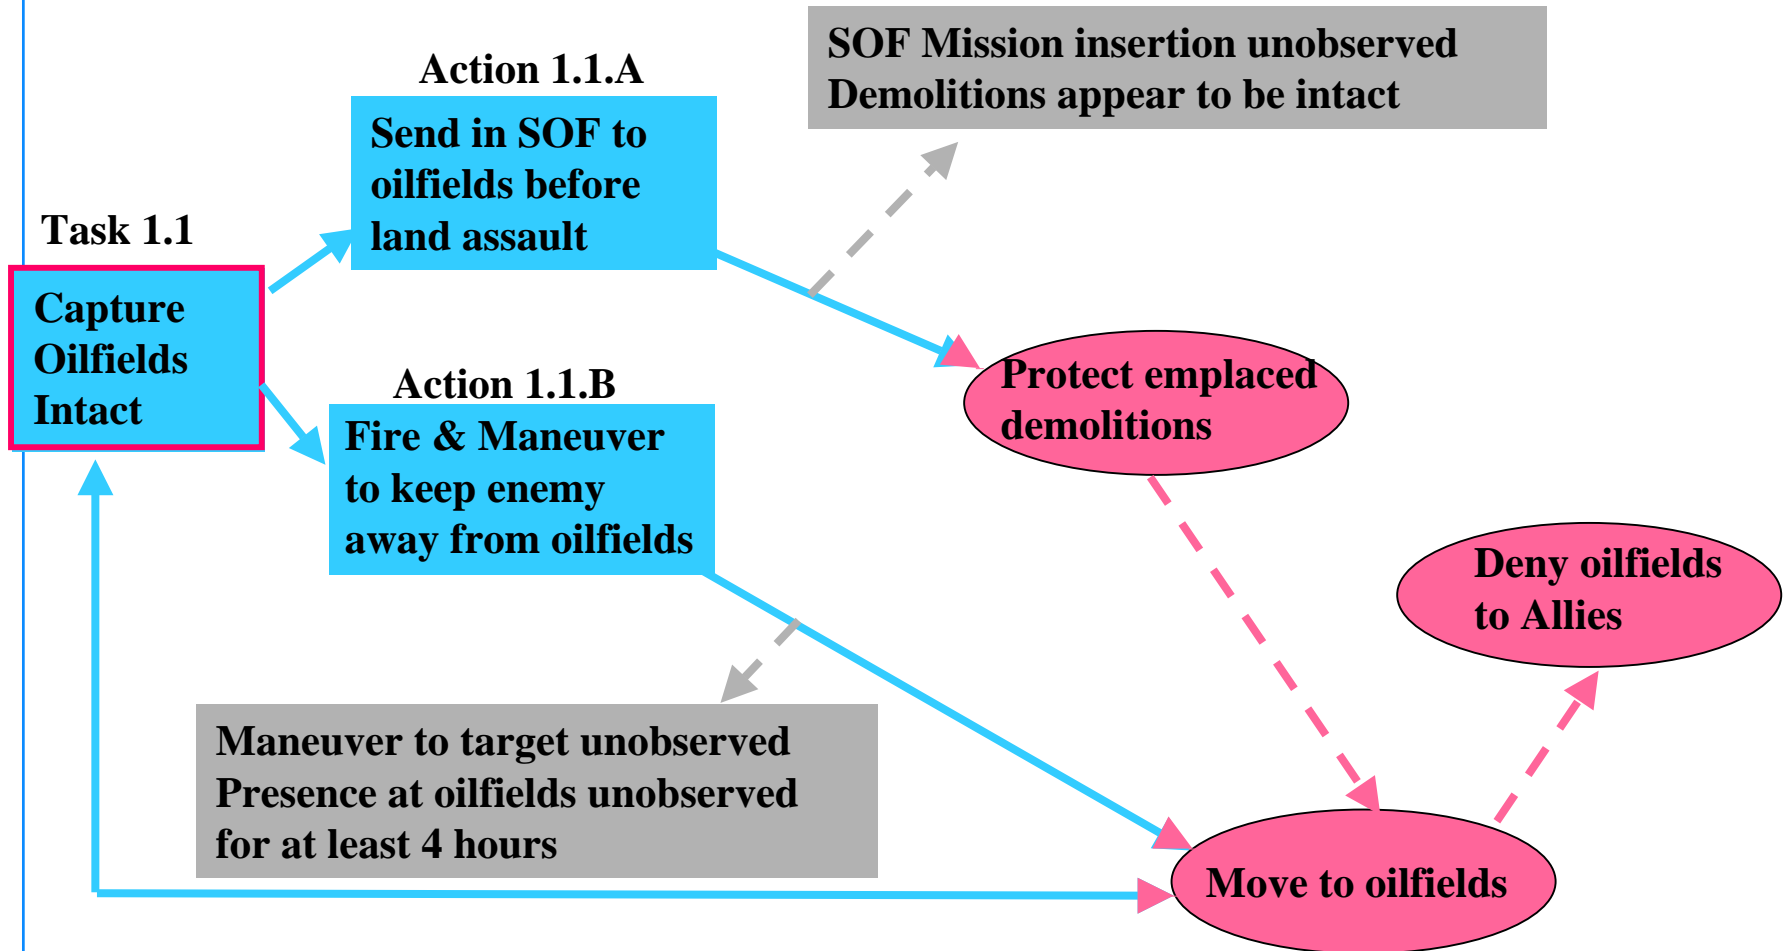 SOF Mission insertion unobserved
Demolitions appear to be intact
Action 1.1.A
Send in SOF to
oilfields before
land assault
Task 1.1
Capture
Oilfields
Intact
Action 1.1.B
Fire & Maneuver
to keep enemy
away from oilfields
Protect emplaced
demolitions
Deny oilfields
to Allies
Maneuver to target unobserved
Presence at oilfields unobserved
for at least 4 hours
Move to oilfields